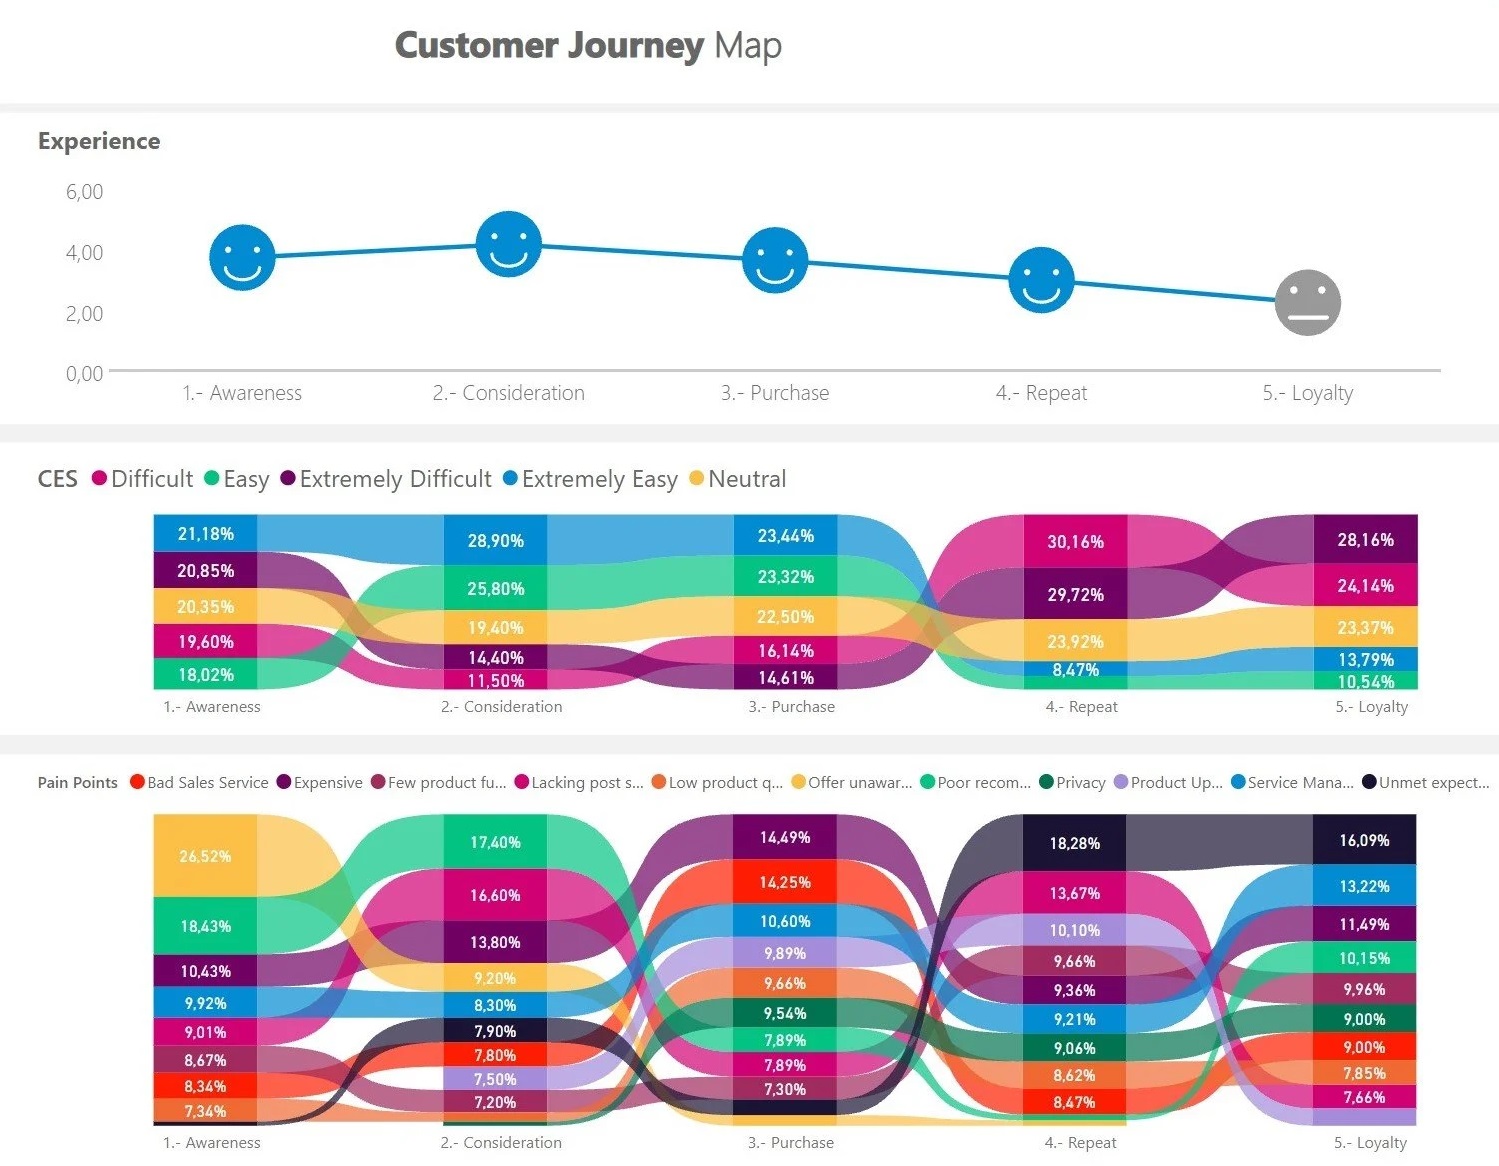 Customer Journey Map
Experience
6,00
4,00
2,00
0,00
1.- Awareness 2.- Consideration 3.- Purchase 4.- Repeat 5.- Loyalty
CES Difficult Easy Extremely Difficult Extremely Easy Neutral
21,18% 28,90% 23,44% 30,16% 28,16%
20,85% 25,80% 23,32% 29,72% 24,14%
20,35% 19,40% 22,50% 23,92% 23,37%
19,60% 14,40% 16,14% 8,47% 13,79%
18,02% 11,50% 14,61% 10,54%
1.- Awareness 2.- Consideration 3.- Purchase 4.- Repeat 5.- Loyalty
Pain Points Bad Sales Service Expensive Few product fu... Lacking post s... Low product q... Offer unawar... Poor recom... Privacy Product Up... Service Mana... Unmet expect...
26,52% 17,40% 14,49% 18,28% 16,09%
18,43% 16,60% 14,25% 13,67% 13,22%
10,43% 13,80% 10,60% 10,10% 11,49%
9,92% 9,20% 9,89% 9,66% 10,15%
9,01% 8,30% 9,66% 9,36% 9,96%
8,67% 7,90% 9,54% 9,21% 9,00%
8,34% 7,80% 7,89% 9,06% 9,00%
7,34% 7,50% 7,89% 8,62% 7,85%
7,20% 7,30% 8,47% 7,66%
1.- Awareness 2.- Consideration 3.- Purchase 4.- Repeat 5.- Loyalty